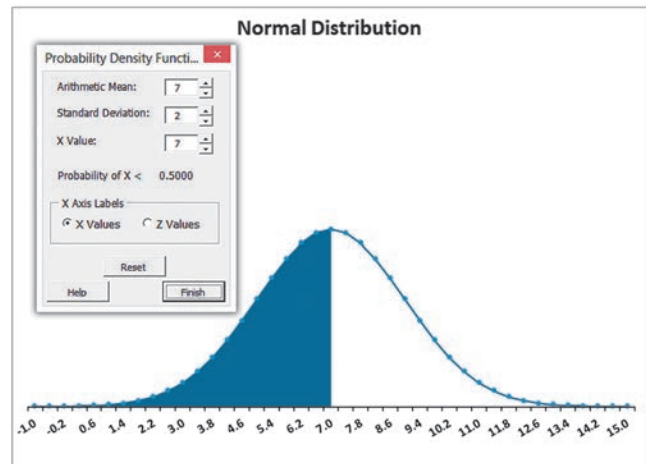 Normal Distribution
Probability Density Functi...
Arithmetic Mean: 7
Standard Deviation: 2
X Value: 7
Probability of X < 0.5000
X Axis Labels
X Values Z Values
Reset
Help Finish
-1.0 -0.2 0.6 1.4 2.2 3.0 3.8 4.6 5.4 6.2 7.0 7.8 8.6 9.4 10.2 11.0 11.8 12.6 13.4 14.2 15.0